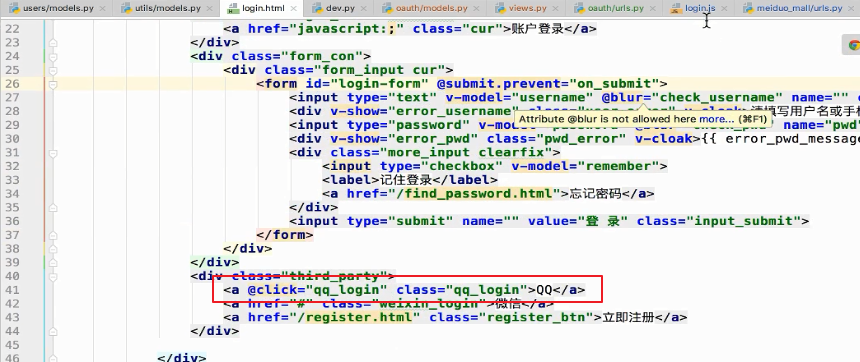 users/models.py × utils/models.py × login.html × dev.py × oauth/models.py × views.py × oauth/urls.py × login.js × meiduo_mall/urls.py
22 <a href="javascript:;" class="cur">账户登录</a>
23 </div>
24 <div class="form_con">
25 <div class="form_input cur">
26 <form id="login-form" @submit.prevent="on_submit">
27 <input type="text" v-model="username" @blur="check_username" name=""
28 <div v-show="error_username" 请填写用户名或手机
Attribute @blur is not allowed here more... (⌘F1)
29 <input type="password" v-model="password" name="pwd
30 <div v-show="error_pwd" class="pwd_error" v-cloak>{{ error_pwd_message
31 <div class="more_input clearfix">
32 <input type="checkbox" v-model="remember">
33 <label>记住登录</label>
34 <a href="/find_password.html">忘记密码</a>
35 </div>
36 <input type="submit" name="" value="登 录" class="input_submit">
37 </form>
38 </div>
39 </div>
40 <div class="third_party">
41 <a @click="qq_login" class="qq_login">QQ</a>
42 <a href="#" class="weixin_login">微信</a>
43 <a href="/register.html" class="register_btn">立即注册</a>
44 </div>
45
46 </div>